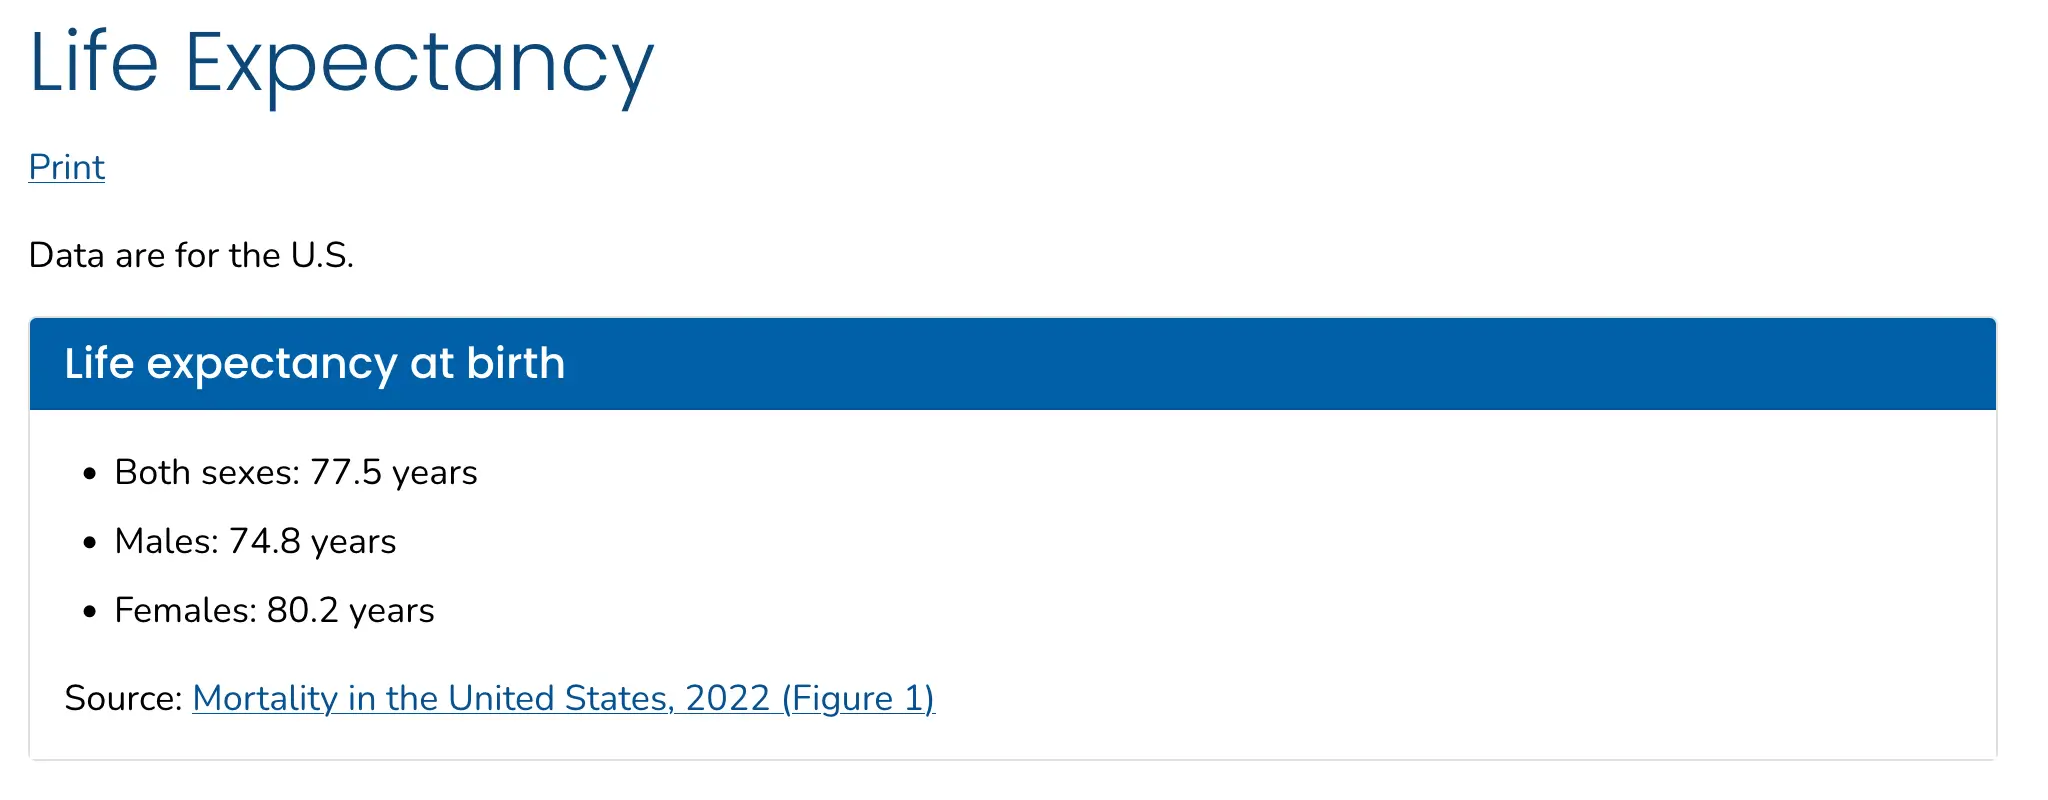 Life Expectancy
Print
Data are for the U.S.
Life expectancy at birth
• Both sexes: 77.5 years
• Males: 74.8 years
• Females: 80.2 years
Source: Mortality in the United States, 2022 (Figure 1)